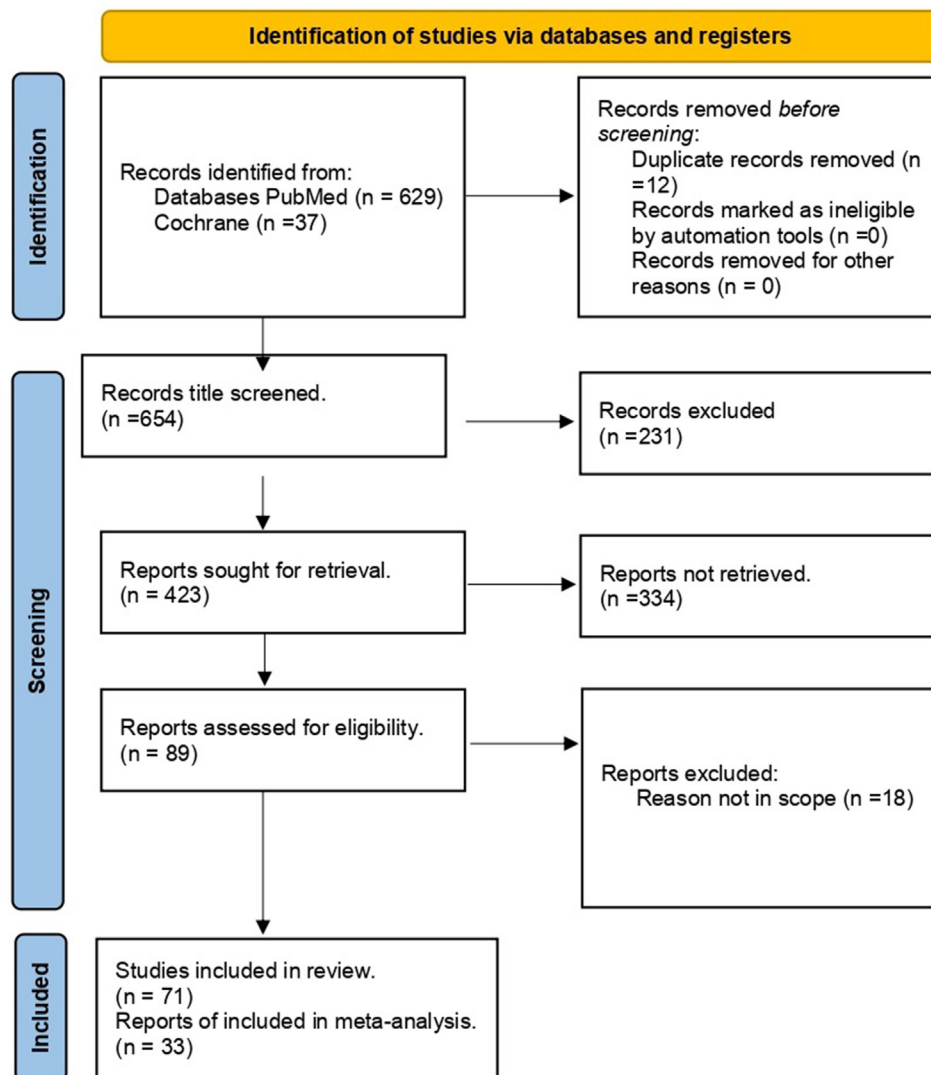 Identification of studies via databases and registers
Identification
Records identified from:
Databases PubMed (n = 629)
Cochrane (n =37)
Records removed before
screening:
Duplicate records removed (n
=12)
Records marked as ineligible
by automation tools (n =0)
Records removed for other
reasons (n = 0)
Screening
Records title screened.
(n =654)
Records excluded
(n =231)
Reports sought for retrieval.
(n = 423)
Reports not retrieved.
(n =334)
Reports assessed for eligibility.
(n = 89)
Reports excluded:
Reason not in scope (n =18)
Included
Studies included in review.
(n = 71)
Reports of included in meta-analysis.
(n = 33)